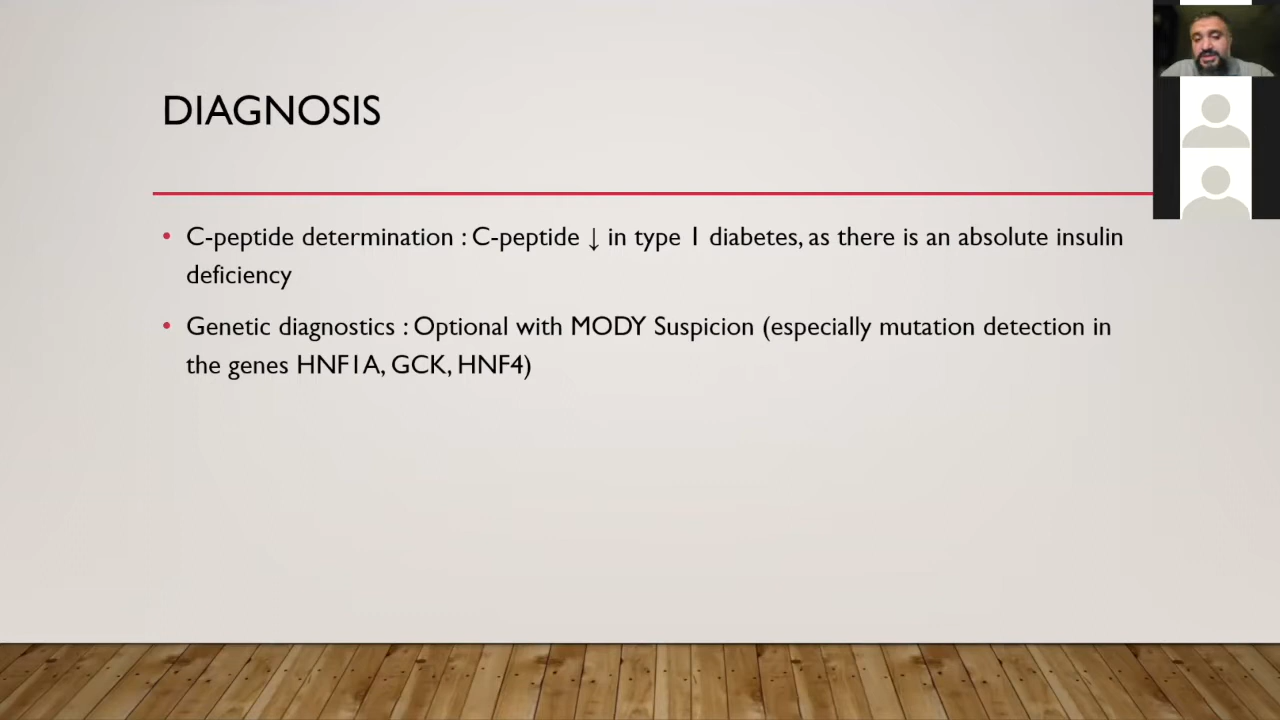 DIAGNOSIS
• C-peptide determination : C-peptide ↓ in type 1 diabetes, as there is an absolute insulin
deficiency
• Genetic diagnostics : Optional with MODY Suspicion (especially mutation detection in
the genes HNF1A, GCK, HNF4)